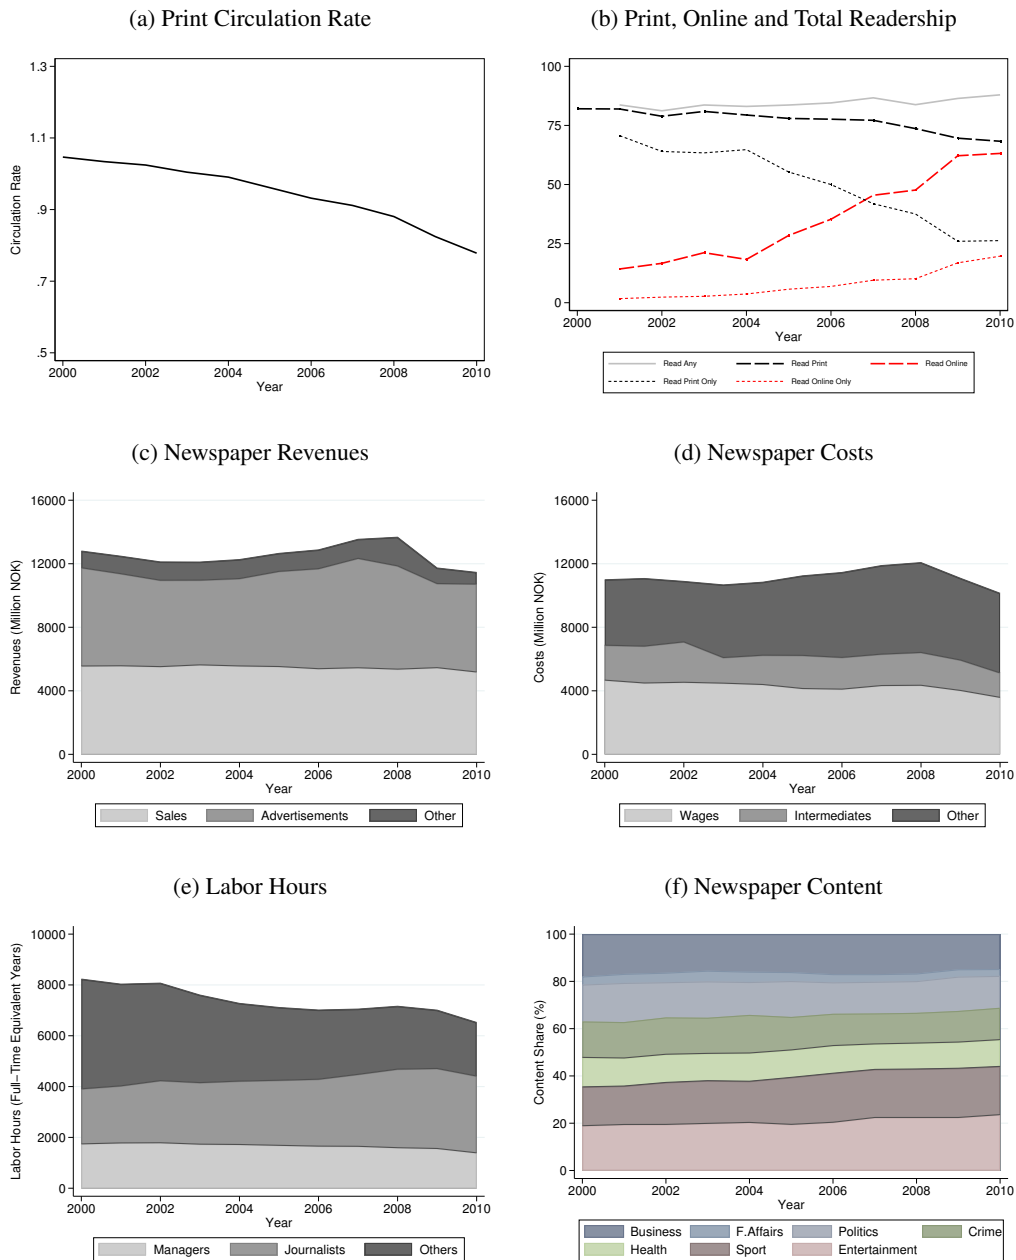 (a) Print Circulation Rate
1.3
1.1
.9
.7
.5
Circulation Rate
2000 2002 2004 2006 2008 2010
Year
(b) Print, Online and Total Readership
100
75
50
25
0
2000 2002 2004 2006 2008 2010
Year
Read Any Read Print Read Online
Read Print Only Read Online Only
(c) Newspaper Revenues
16000
12000
8000
4000
0
Revenues (Million NOK)
2000 2002 2004 2006 2008 2010
Year
Sales Advertisements Other
(d) Newspaper Costs
16000
12000
8000
4000
0
Costs (Million NOK)
2000 2002 2004 2006 2008 2010
Year
Wages Intermediates Other
(e) Labor Hours
10000
8000
6000
4000
2000
0
Labor Hours (Full-Time Equivalent Years)
2000 2002 2004 2006 2008 2010
Year
Managers Journalists Others
(f) Newspaper Content
100
80
60
40
20
0
Content Share (%)
2000 2002 2004 2006 2008 2010
Year
Business F.Affairs Politics Crime
Health Sport Entertainment